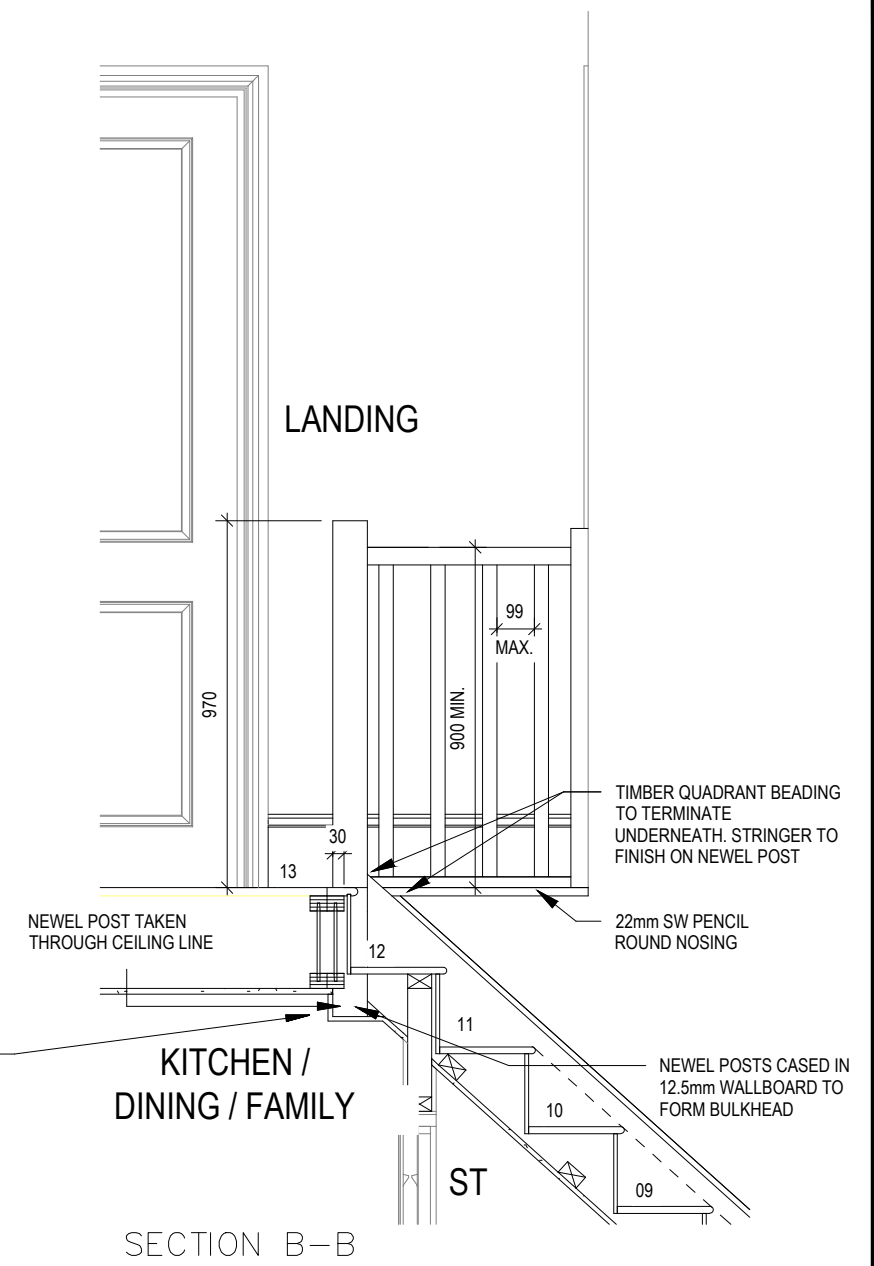 LANDING
99
MAX.
970
900 MIN.
TIMBER QUADRANT BEADING
TO TERMINATE
UNDERNEATH. STRINGER TO
FINISH ON NEWEL POST
30
13
NEWEL POST TAKEN
THROUGH CEILING LINE
22mm SW PENCIL
ROUND NOSING
12
11
KITCHEN /
DINING / FAMILY
NEWEL POSTS CASED IN
12.5mm WALLBOARD TO
FORM BULKHEAD
10
ST
09
SECTION B-B